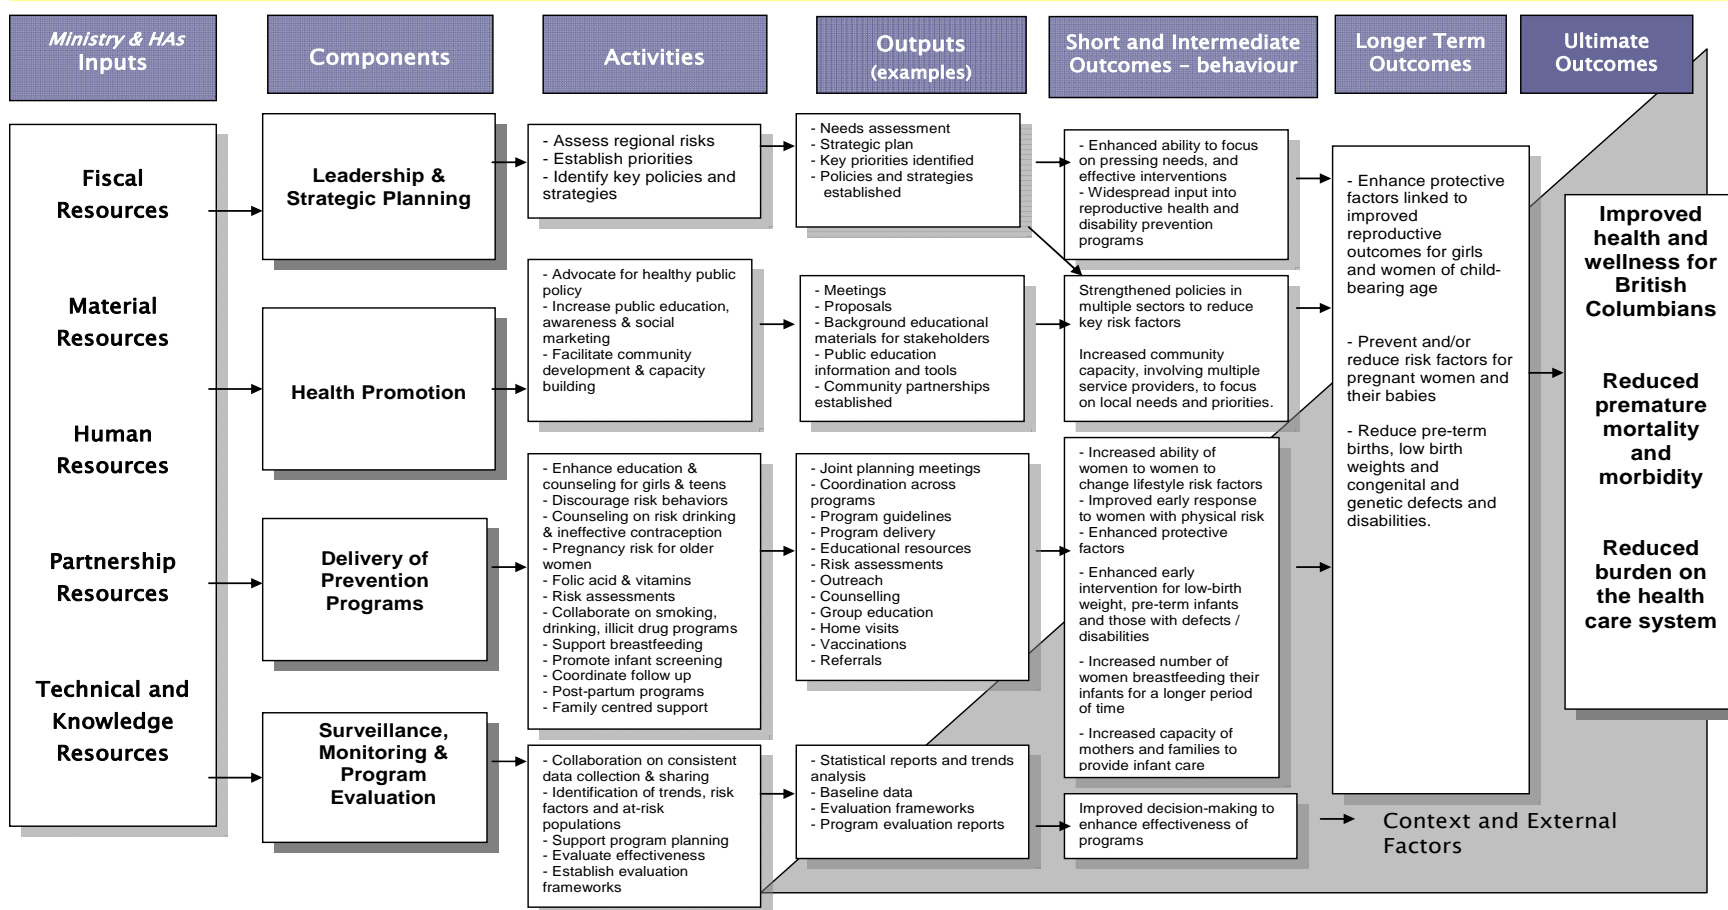 Ministry & HAs
Inputs
Components
Activities
Outputs
(examples)
Short and Intermediate
Outcomes – behaviour
Longer Term
Outcomes
Ultimate
Outcomes
Fiscal
Resources
Material
Resources
Human
Resources
Partnership
Resources
Technical and
Knowledge
Resources
Leadership &
Strategic Planning
Health Promotion
Delivery of
Prevention
Programs
Surveillance,
Monitoring &
Program
Evaluation
- Assess regional risks
- Establish priorities
- Identify key policies and
strategies
- Advocate for healthy public
policy
- Increase public education,
awareness & social
marketing
- Facilitate community
development & capacity
building
- Enhance education &
counseling for girls & teens
- Discourage risk behaviors
- Counseling on risk drinking
& ineffective contraception
- Pregnancy risk for older
women
- Folic acid & vitamins
- Risk assessments
- Collaborate on smoking,
drinking, illicit drug programs
- Support breastfeeding
- Promote infant screening
- Coordinate follow up
- Post-partum programs
- Family centred support
- Collaboration on consistent
data collection & sharing
- Identification of trends, risk
factors and at-risk
populations
- Support program planning
- Evaluate effectiveness
- Establish evaluation
frameworks
- Needs assessment
- Strategic plan
- Key priorities identified
- Policies and strategies
established
- Meetings
- Proposals
- Background educational
materials for stakeholders
- Public education
information and tools
- Community partnerships
established
- Joint planning meetings
- Coordination across
programs
- Program guidelines
- Program delivery
- Educational resources
- Risk assessments
- Outreach
- Counselling
- Group education
- Home visits
- Vaccinations
- Referrals
- Statistical reports and trends
analysis
- Baseline data
- Evaluation frameworks
- Program evaluation reports
- Enhanced ability to focus
on pressing needs, and
effective interventions
- Widespread input into
reproductive health and
disability prevention
programs
Strengthened policies in
multiple sectors to reduce
key risk factors
Increased community
capacity, involving multiple
service providers, to focus
on local needs and priorities.
- Increased ability of
women to women to
change lifestyle risk factors
- Improved early response
to women with physical risk
- Enhanced protective
factors
- Enhanced early
intervention for low-birth
weight, pre-term infants
and those with defects /
disabilities
- Increased number of
women breastfeeding their
infants for a longer period
of time
- Increased capacity of
mothers and families to
provide infant care
Improved decision-making to
enhance effectiveness of
programs
- Enhance protective
factors linked to
improved
reproductive
outcomes for girls
and women of child-
bearing age
- Prevent and/or
reduce risk factors for
pregnant women and
their babies
- Reduce pre-term
births, low birth
weights and
congenital and
genetic defects and
disabilities.
Improved
health and
wellness for
British
Columbians
Reduced
premature
mortality
and
morbidity
Reduced
burden on
the health
care system
Context and External
Factors